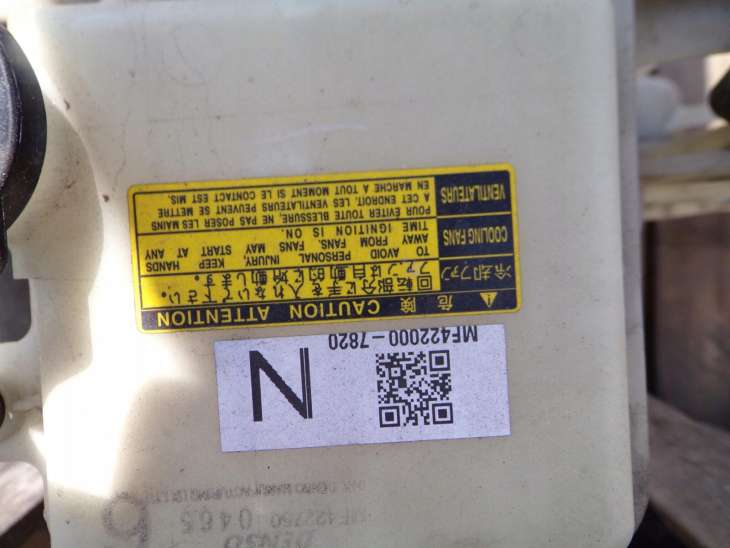 DENSO
MF422750 0465
N
MF422000-7820
⚠ 危険 CAUTION ATTENTION
冷却ファン
回転部分に手を入れないで下さい。
ファンは自動的に始動します。
COOLING FANS
TO AVOID PERSONAL INJURY, KEEP HANDS
AWAY FROM FANS. FANS MAY START AT ANY
TIME IGNITION IS ON.
VENTILATEURS
POUR ÉVITER TOUTE BLESSURE, NE PAS POSER LES MAINS
A CET ENDROIT. LES VENTILATEURS PEUVENT SE METTRE
EN MARCHE A TOUT MOMENT SI LE CONTACT EST MIS.